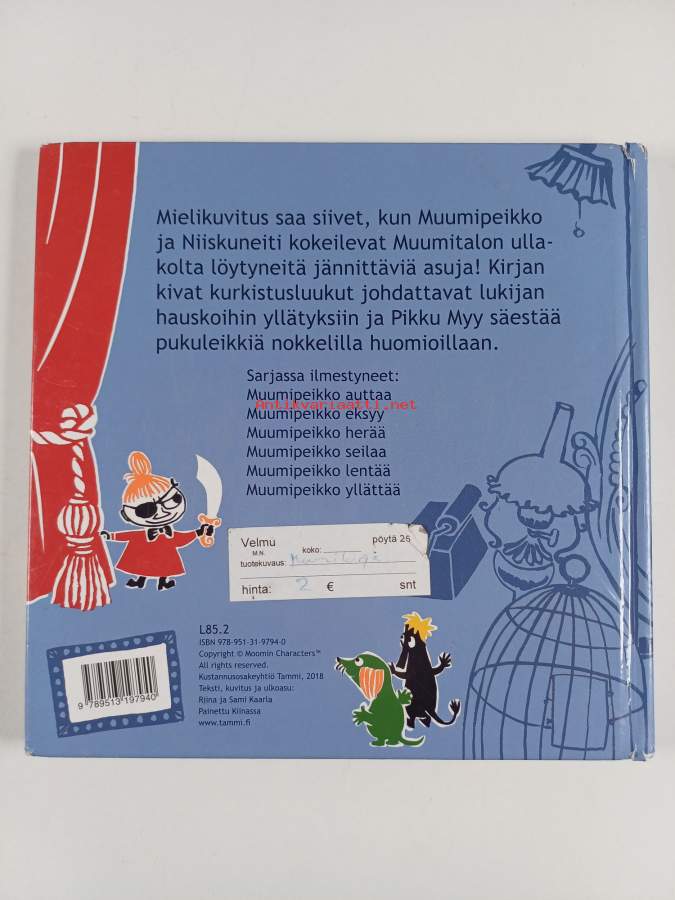 Mielikuvitus saa siivet, kun Muumipeikko
ja Niiskuneiti kokeilevat Muumitalon ulla-
kolta löytyneitä jännittäviä asuja! Kirjan
kivat kurkistusluukut johdattavat lukijan
hauskoihin yllätyksiin ja Pikku Myy säestää
pukuleikkiä nokkelilla huomioillaan.
Sarjassa ilmestyneet:
Muumipeikko auttaa
Antikvariaatti.net
Muumipeikko eksyy
Muumipeikko herää
Muumipeikko seilaa
Muumipeikko lentää
Muumipeikko yllättää
Velmu koko: pöytä 26
M.N.
tuotekuvaus:
hinta: 2 € snt
L85.2
ISBN 978-951-31-9794-0
Copyright © Moomin Characters™
All rights reserved.
Kustannusosakeyhtiö Tammi, 2018
Teksti, kuvitus ja ulkoasu:
Riina ja Sami Kaarla
Painettu Kiinassa
www.tammi.fi
9 789513 197940